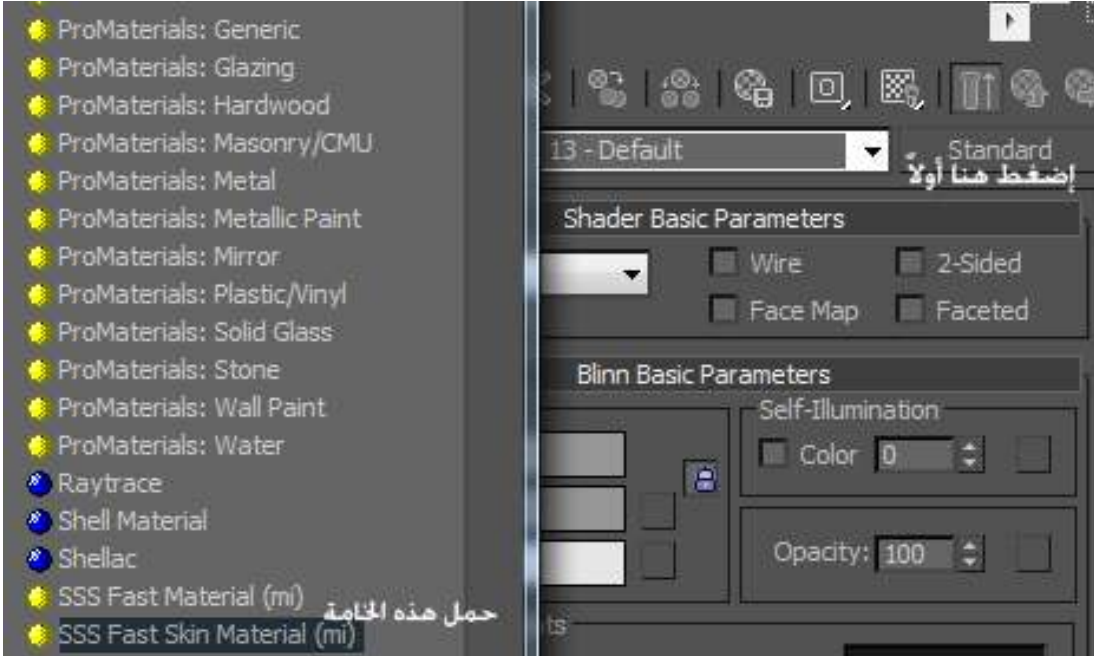 ProMaterials: Generic
ProMaterials: Glazing
ProMaterials: Hardwood
ProMaterials: Masonry/CMU
ProMaterials: Metal
ProMaterials: Metallic Paint
ProMaterials: Mirror
ProMaterials: Plastic/Vinyl
ProMaterials: Solid Glass
ProMaterials: Stone
ProMaterials: Wall Paint
ProMaterials: Water
Raytrace
Shell Material
Shellac
SSS Fast Material (mi)
حمل هذه الخامة
SSS Fast Skin Material (mi)
13 - Default
Standard
إضغط هنا أولاً
Shader Basic Parameters
Wire
2-Sided
Face Map
Faceted
Blinn Basic Parameters
Self-Illumination
Color 0
Opacity: 100